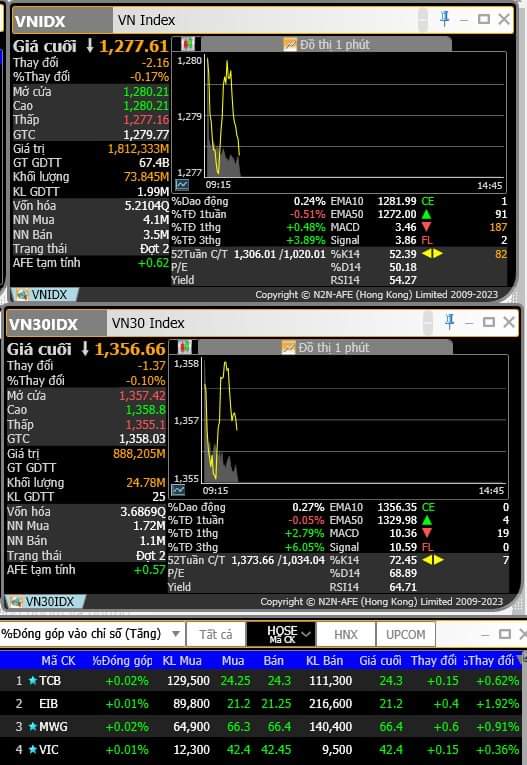 VNIDX VN Index
Giá cuối 1,277.61 Đồ thị 1 phút
Thay đổi -2.16
%Thay đổi -0.17%
Mở cửa 1,280.21
Cao 1,280.21
Thấp 1,277.16
GTC 1,279.77
Giá trị 1,812,333M
GT GDTT 67.4B
Khối lượng 73.845M
KL GDTT 1.99M
Vốn hóa 5.2104Q
NN Mua 4.1M
NN Bán 3.5M
Trạng thái Đợt 2
AFE tạm tính +0.62
1,280
1,279
1,277
09:15 14:45
%Dao động 0.24% EMA10 1281.99 CE 1
%TĐ 1tuần -0.51% EMA50 1272.00 91
%TĐ 1thg +0.48% MACD 3.46 187
%TĐ 3thg +3.89% Signal 3.86 FL 2
52Tuần C/T 1,306.01 /1,020.01 %K14 52.39 82
P/E %D14 50.18
Yield RSI14 54.27
VNIDX Copyright © N2N-AFE (Hong Kong) Limited 2009-2023
VN30IDX VN30 Index
Giá cuối 1,356.66 Đồ thị 1 phút
Thay đổi -1.37
%Thay đổi -0.10%
Mở cửa 1,357.42
Cao 1,358.8
Thấp 1,355.1
GTC 1,358.03
Giá trị 888,205M
GT GDTT
Khối lượng 24.78M
KL GDTT 25
Vốn hóa 3.6869Q
NN Mua 1.72M
NN Bán 1.1M
Trạng thái Đợt 2
AFE tạm tính +0.57
1,358
1,357
1,355
09:15 14:45
%Dao động 0.27% EMA10 1356.35 CE 0
%TĐ 1tuần -0.05% EMA50 1329.98 4
%TĐ 1thg +2.79% MACD 10.36 19
%TĐ 3thg +6.05% Signal 10.59 FL 0
52Tuần C/T 1,373.66 /1,034.04 %K14 72.45 7
P/E %D14 68.89
Yield RSI14 64.71
VN30IDX Copyright © N2N-AFE (Hong Kong) Limited 2009-2023
%Đóng góp vào chỉ số (Tăng) Tất cả HOSE Mã CK HNX UPCOM
Mã CK %Đóng góp KL Mua Mua Bán KL Bán Giá cuối Thay đổi %Thay đổi
1 TCB +0.02% 129,500 24.25 24.3 111,300 24.3 +0.15 +0.62%
2 EIB +0.01% 89,800 21.2 21.25 216,600 21.2 +0.4 +1.92%
3 MWG +0.02% 64,900 66.3 66.4 140,400 66.4 +0.6 +0.91%
4 VIC +0.01% 12,300 42.4 42.45 9,500 42.4 +0.15 +0.36%